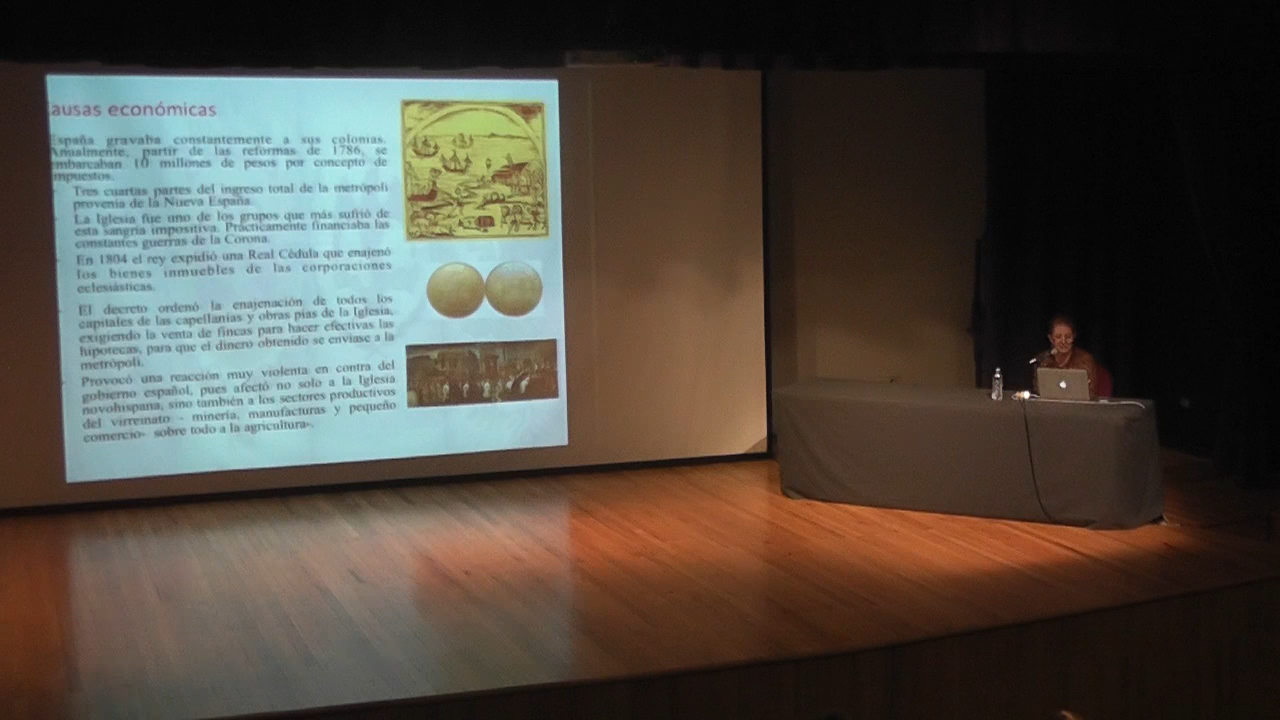 ausas económicas
España gravaba constantemente a sus colonias.
Anualmente, partir de las reformas de 1786, se
embarcaban 10 millones de pesos por concepto de
impuestos.
Tres cuartas partes del ingreso total de la metrópoli
provenía de la Nueva España.
La Iglesia fue uno de los grupos que más sufrió de
esta sangría impositiva. Prácticamente financiaba las
constantes guerras de la Corona.
En 1804 el rey expidió una Real Cédula que enajenó
los bienes inmuebles de las corporaciones
eclesiásticas.
El decreto ordenó la enajenación de todos los
capitales de las capellanías y obras pías de la Iglesia,
exigiendo la venta de fincas para hacer efectivas las
hipotecas, para que el dinero obtenido se enviase a la
metrópoli.
Provocó una reacción muy violenta en contra del
gobierno español, pues afectó no solo a la Iglesia
novohispana, sino también a los sectores productivos
del virreinato - minería, manufacturas y pequeño
comercio- sobre todo a la agricultura-.